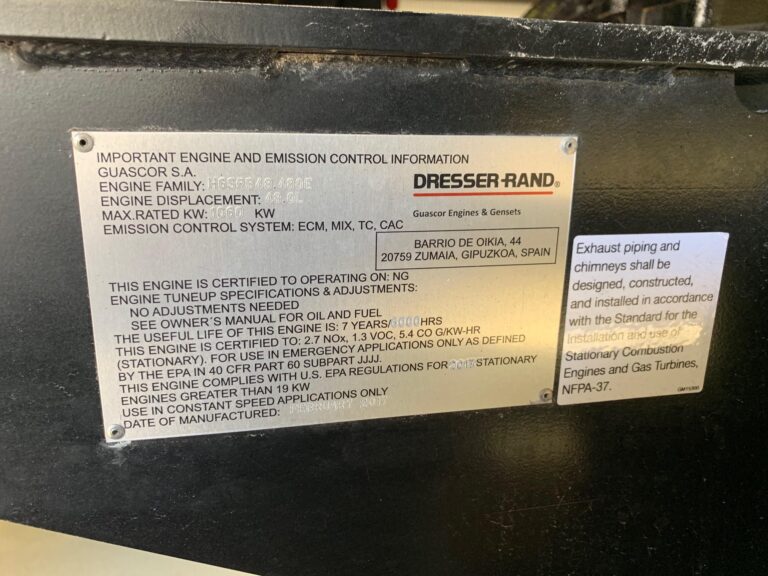 IMPORTANT ENGINE AND EMISSION CONTROL INFORMATION
GUASCOR S.A.
ENGINE FAMILY:
ENGINE DISPLACEMENT: 48.0L
MAX.RATED KW: 1060 KW
EMISSION CONTROL SYSTEM: ECM, MIX, TC, CAC
DRESSER-RAND®
Guascor Engines & Gensets
BARRIO DE OIKIA, 44
20759 ZUMAIA, GIPUZKOA, SPAIN
THIS ENGINE IS CERTIFIED TO OPERATING ON: NG
ENGINE TUNEUP SPECIFICATIONS & ADJUSTMENTS:
NO ADJUSTMENTS NEEDED
SEE OWNER´S MANUAL FOR OIL AND FUEL
THE USEFUL LIFE OF THIS ENGINE IS: 7 YEARS/8000HRS
THIS ENGINE IS CERTIFIED TO: 2.7 NOx, 1.3 VOC, 5.4 CO G/KW-HR
(STATIONARY). FOR USE IN EMERGENCY APPLICATIONS ONLY AS DEFINED
BY THE EPA IN 40 CFR PART 60 SUBPART JJJJ.
THIS ENGINE COMPLIES WITH U.S. EPA REGULATIONS FOR STATIONARY
ENGINES GREATER THAN 19 KW
USE IN CONSTANT SPEED APPLICATIONS ONLY
DATE OF MANUFACTURED: FEBRUARY
Exhaust piping and
chimneys shall be
designed, constructed,
and installed in accordance
with the Standard for the
Installation and use of
Stationary Combustion
Engines and Gas Turbines,
NFPA-37.